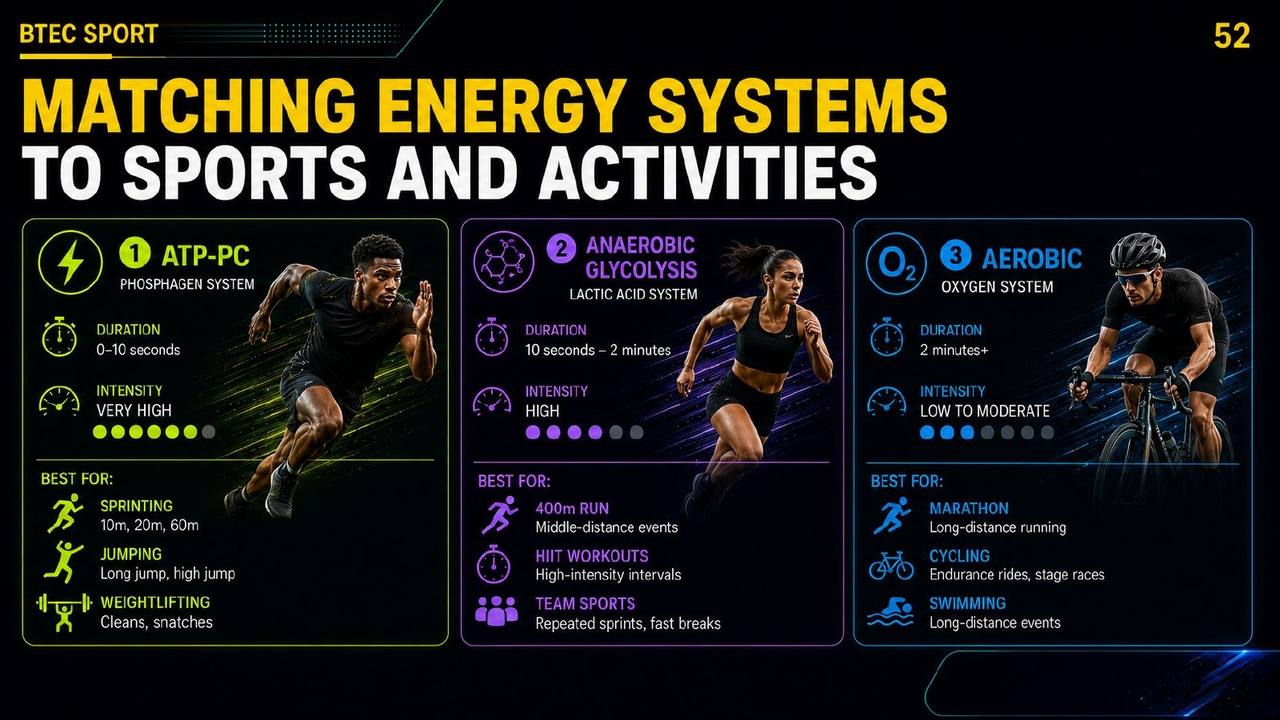 BTEC SPORT
52
MATCHING ENERGY SYSTEMS
TO SPORTS AND ACTIVITIES
1 ATP-PC
PHOSPHAGEN SYSTEM
DURATION
0–10 seconds
INTENSITY
VERY HIGH
BEST FOR:
SPRINTING
10m, 20m, 60m
JUMPING
Long jump, high jump
WEIGHTLIFTING
Cleans, snatches
2 ANAEROBIC
GLYCOLYSIS
LACTIC ACID SYSTEM
DURATION
10 seconds – 2 minutes
INTENSITY
HIGH
BEST FOR:
400m RUN
Middle-distance events
HIIT WORKOUTS
High-intensity intervals
TEAM SPORTS
Repeated sprints, fast breaks
O₂ 3 AEROBIC
OXYGEN SYSTEM
DURATION
2 minutes+
INTENSITY
LOW TO MODERATE
BEST FOR:
MARATHON
Long-distance running
CYCLING
Endurance rides, stage races
SWIMMING
Long-distance events